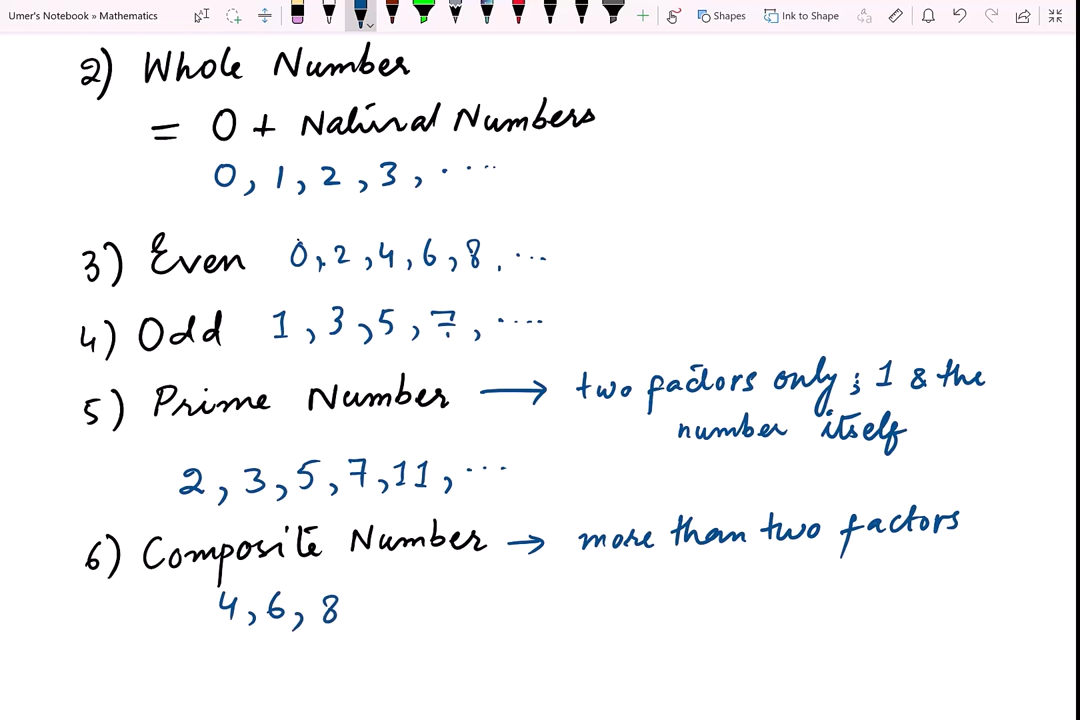 Umer's Notebook » Mathematics
Shapes
Ink to Shape
2) Whole Number
= 0 + Natural Numbers
0, 1, 2, 3, ....
3) Even 0, 2, 4, 6, 8, ...
4) Odd 1, 3, 5, 7, ....
5) Prime Number → two factors only; 1 & the
number itself
2, 3, 5, 7, 11, ...
6) Composite Number → more than two factors
4, 6, 8